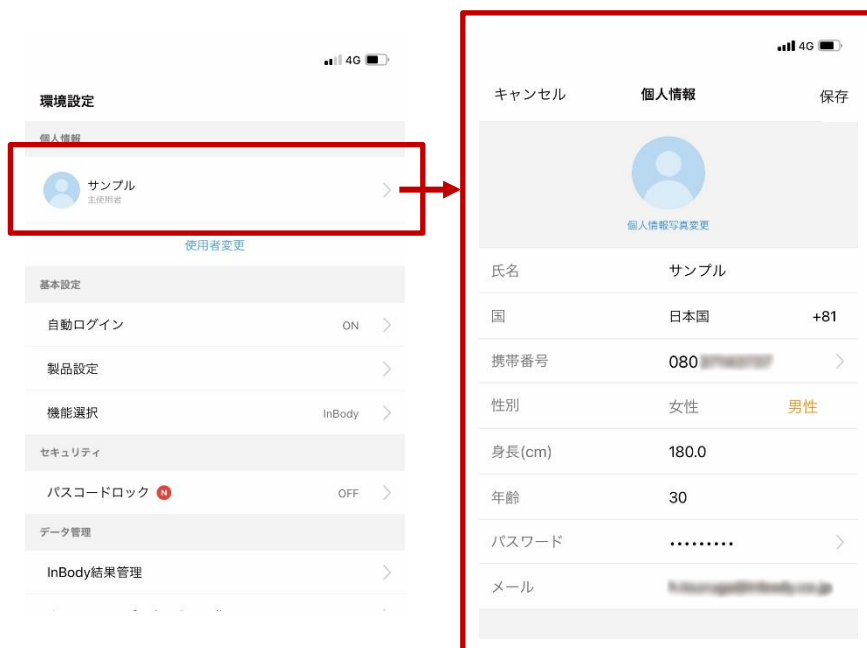 4G
環境設定
個人情報
サンプル
主使用者
使用者変更
基本設定
自動ログイン ON
製品設定
機能選択 InBody
セキュリティ
パスコードロック N OFF
データ管理
InBody結果管理
4G
キャンセル 個人情報 保存
個人情報写真変更
氏名 サンプル
国 日本国 +81
携帯番号 080
性別 女性 男性
身長(cm) 180.0
年齢 30
パスワード •••••••••
メール